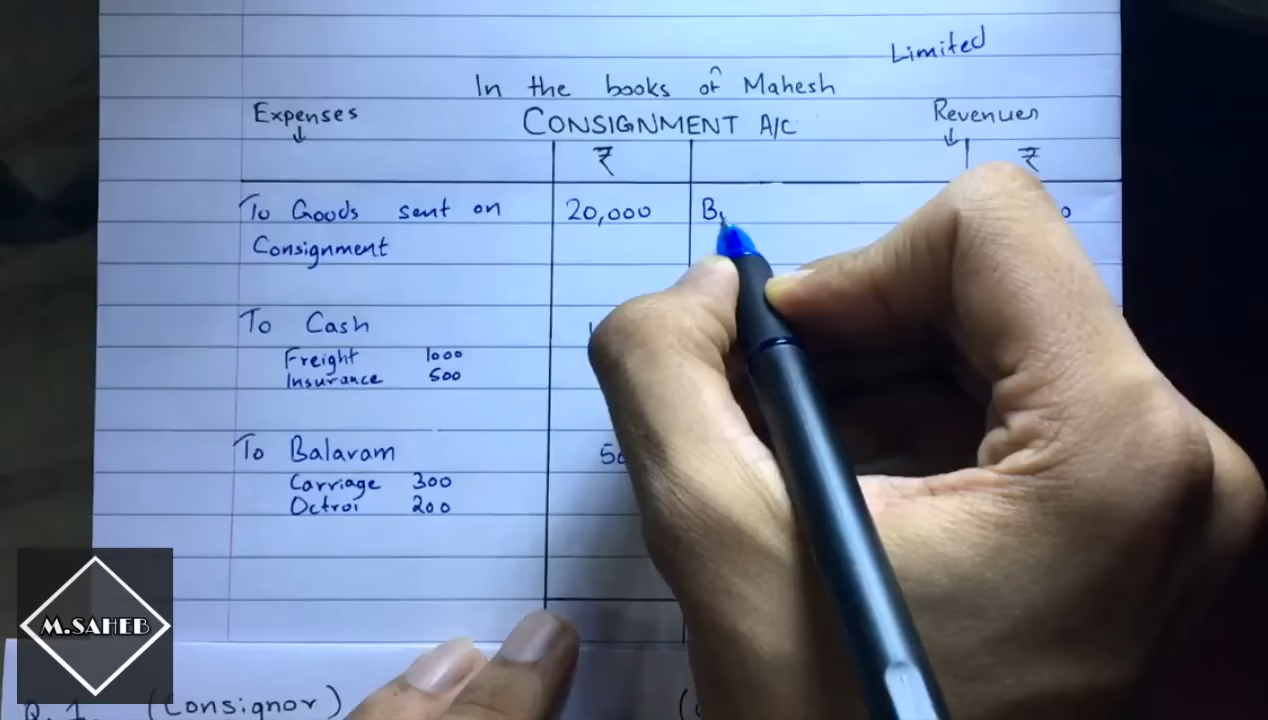 Limited
In the books of Mahesh
Expenses CONSIGNMENT A/C Revenues
₹ ₹
To Goods sent on 20,000
Consignment
To Cash
Freight 1000
Insurance 500
To Balaram
Carriage 300
Octroi 200
M.SAHEB
Q.1. (Consignor)